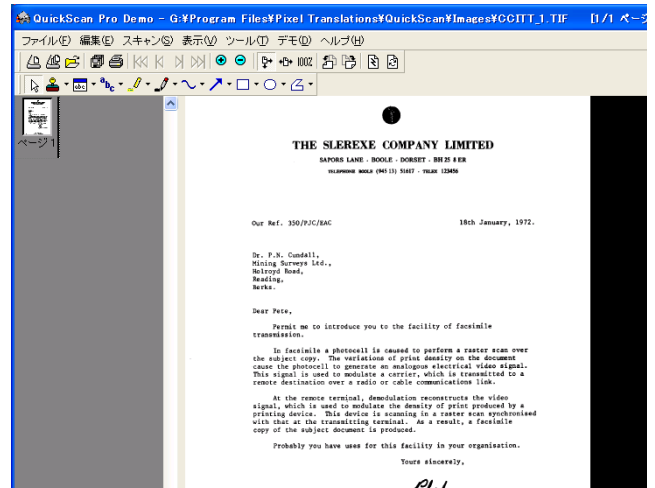 QuickScan Pro Demo - G:¥Program Files¥Pixel Translations¥QuickScan¥Images¥CCITT_1.TIF [1/1 ページ
ファイル(F) 編集(E) スキャン(S) 表示(V) ツール(T) デモ(D) ヘルプ(H)
100%
abc
ページ 1
THE SLEREXE COMPANY LIMITED
SAPORS LANE - BOOLE - DORSET - BH 25 8 ER
TELEPHONE BOOLE (945 13) 51617 - TELEX 123456
Our Ref. 350/PJC/EAC 18th January, 1972.
Dr. P.N. Cundall,
Mining Surveys Ltd.,
Holroyd Road,
Reading,
Berks.
Dear Pete,
Permit me to introduce you to the facility of facsimile
transmission.
In facsimile a photocell is caused to perform a raster scan over
the subject copy. The variations of print density on the document
cause the photocell to generate an analogous electrical video signal.
This signal is used to modulate a carrier, which is transmitted to a
remote destination over a radio or cable communications link.
At the remote terminal, demodulation reconstructs the video
signal, which is used to modulate the density of print produced by a
printing device. This device is scanning in a raster scan synchronised
with that at the transmitting terminal. As a result, a facsimile
copy of the subject document is produced.
Probably you have uses for this facility in your organisation.
Yours sincerely,